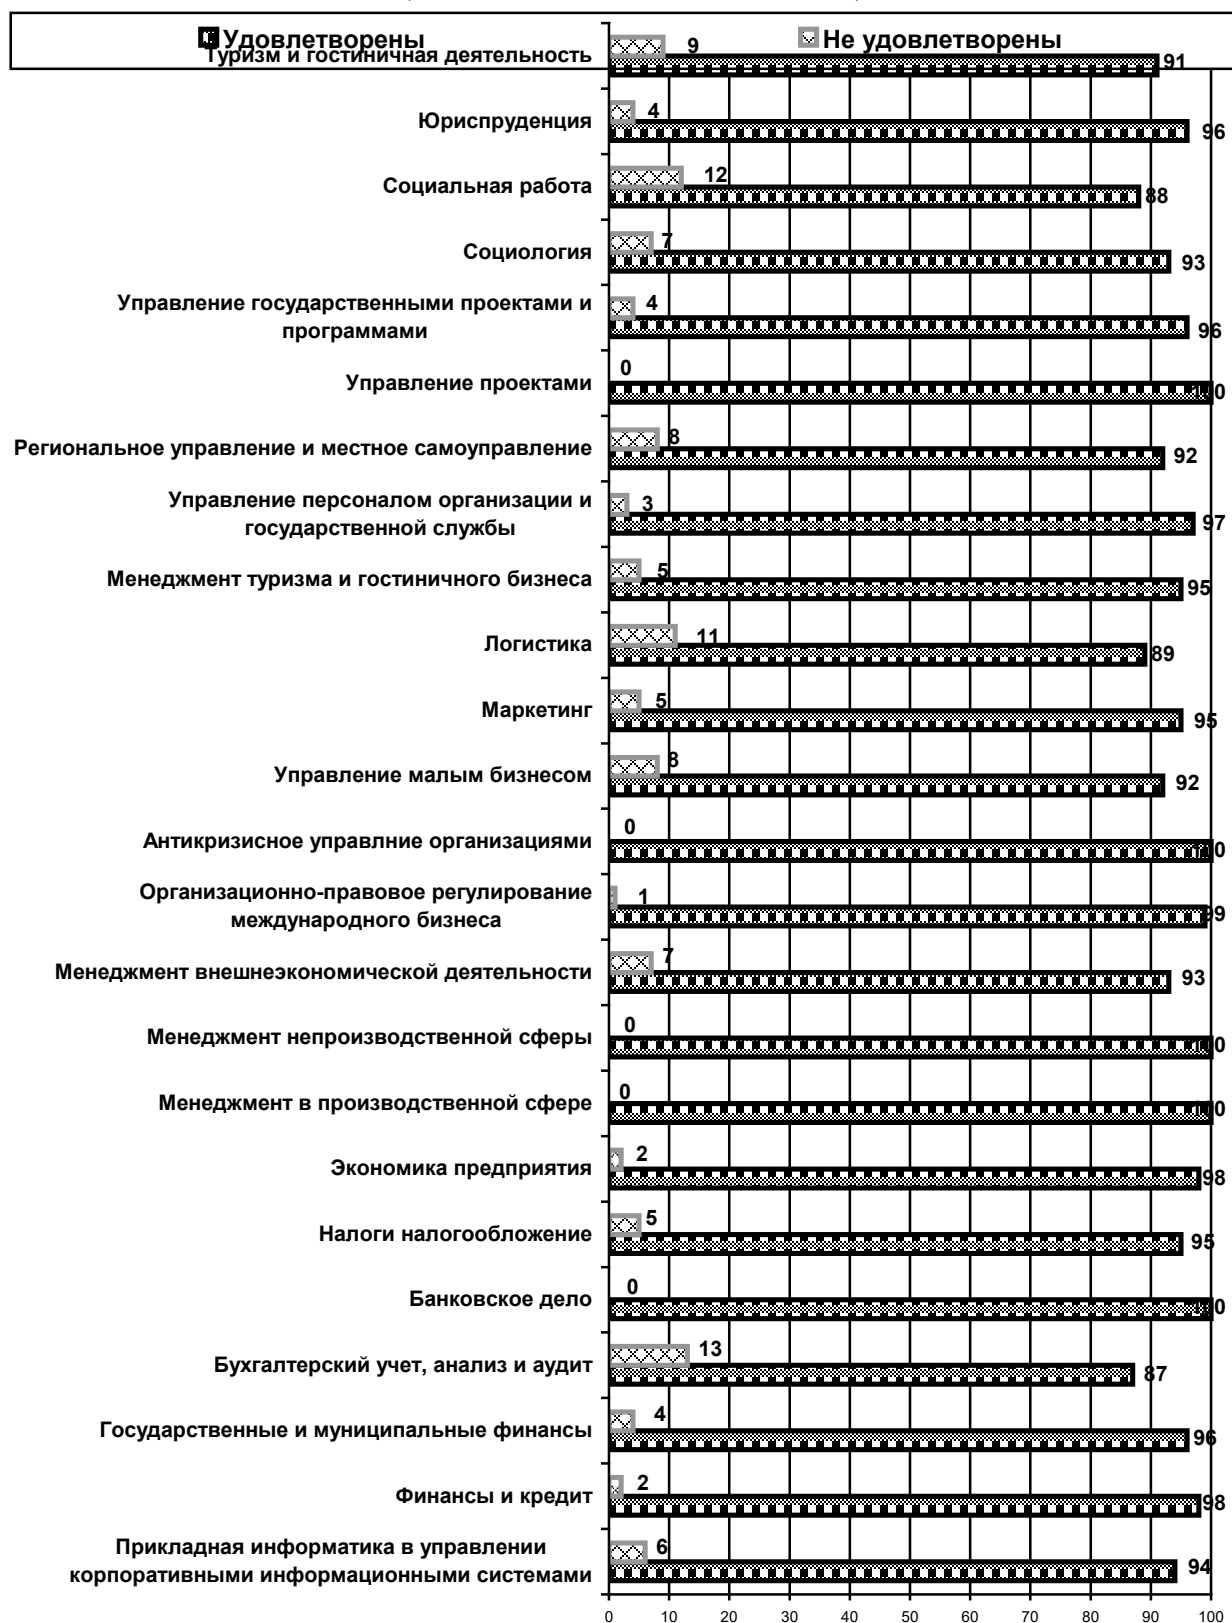 Удовлетворены
Не удовлетворены
Туризм и гостиничная деятельность
9
91
Юриспруденция
4
96
Социальная работа
12
88
Социология
7
93
Управление государственными проектами и
программами
4
96
Управление проектами
0
100
Региональное управление и местное самоуправление
8
92
Управление персоналом организации и
государственной службы
3
97
Менеджмент туризма и гостиничного бизнеса
5
95
Логистика
11
89
Маркетинг
5
95
Управление малым бизнесом
8
92
Антикризисное управлние организациями
0
100
Организационно-правовое регулирование
международного бизнеса
1
99
Менеджмент внешнеэкономической деятельности
7
93
Менеджмент непроизводственной сферы
0
100
Менеджмент в производственной сфере
0
100
Экономика предприятия
2
98
Налоги налогообложение
5
95
Банковское дело
0
100
Бухгалтерский учет, анализ и аудит
13
87
Государственные и муниципальные финансы
4
96
Финансы и кредит
2
98
Прикладная информатика в управлении
корпоративными информационными системами
6
94
0 10 20 30 40 50 60 70 80 90 100